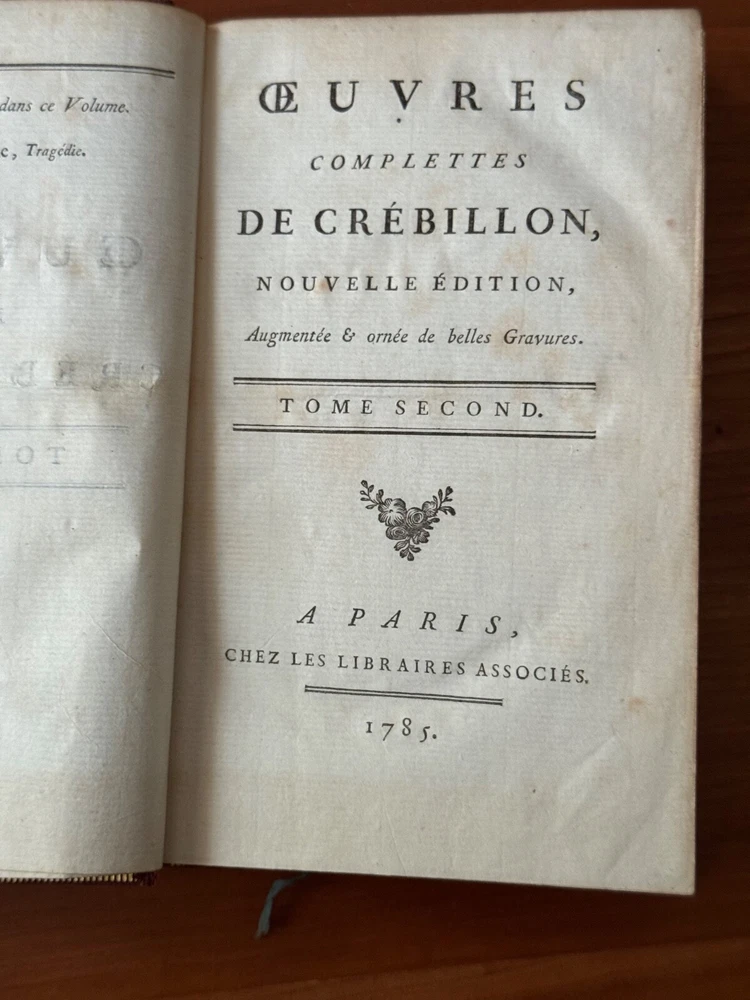 dans ce Volume.
c, Tragédie.
ŒUVRES
COMPLETTES
DE CRÉBILLON,
NOUVELLE ÉDITION,
Augmentée & ornée de belles Gravures.
TOME SECOND.
A PARIS,
CHEZ LES LIBRAIRES ASSOCIÉS.
1785.